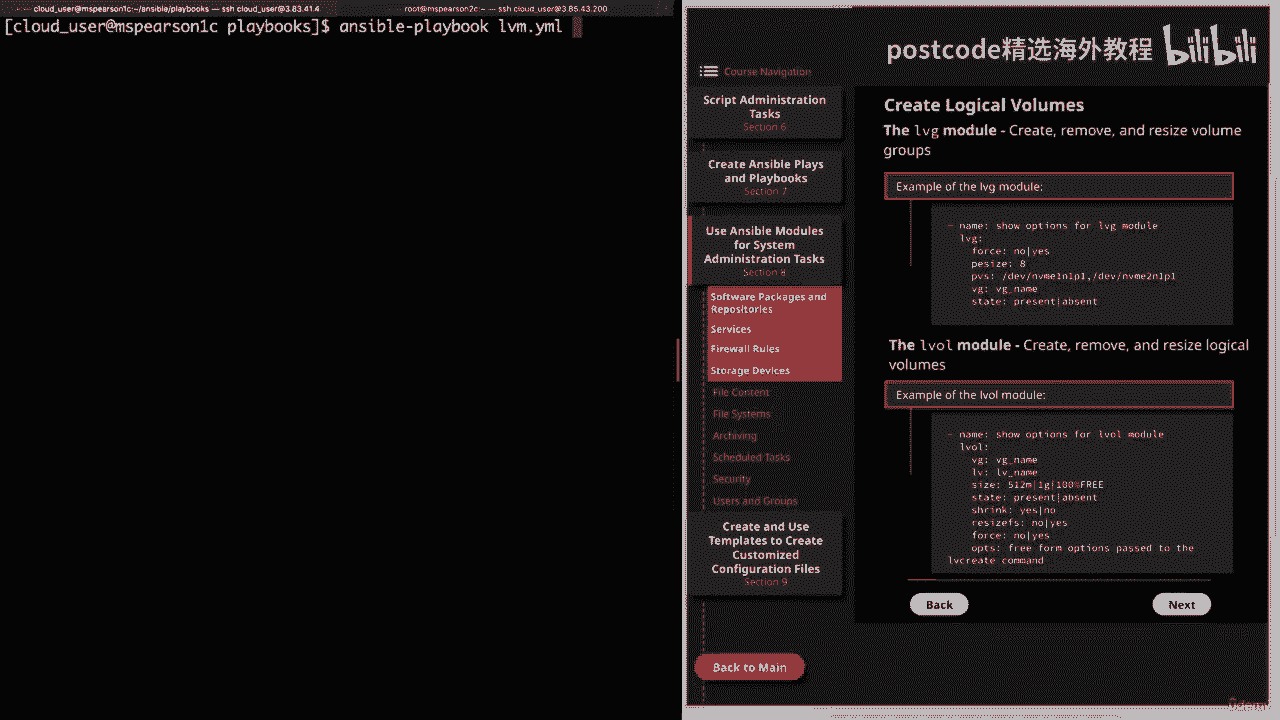 cloud_user@mspearson1c:~/ansible/playbooks — ssh cloud_user@3.83.41.4
root@mspearson2c:~ — ssh cloud_user@3.85.43.200
[cloud_user@mspearson1c playbooks]$ ansible-playbook lvm.yml
postcode精选海外教程 bilibili
Course Navigation
Script Administration
Tasks
Section 6
Create Ansible Plays
and Playbooks
Section 7
Use Ansible Modules
for System
Administration Tasks
Section 8
Software Packages and
Repositories
Services
Firewall Rules
Storage Devices
File Content
File Systems
Archiving
Scheduled Tasks
Security
Users and Groups
Create and Use
Templates to Create
Customized
Configuration Files
Section 9
Back to Main
Create Logical Volumes
The lvg module - Create, remove, and resize volume
groups
Example of the lvg module:
- name: show options for lvg module
lvg:
force: no|yes
pesize: 8
pvs: /dev/nvme1n1p1,/dev/nvme2n1p1
vg: vg_name
state: present|absent
The lvol module - Create, remove, and resize logical
volumes
Example of the lvol module:
- name: show options for lvol module
lvol:
vg: vg_name
lv: lv_name
size: 512m|1g|100%FREE
state: present|absent
shrink: yes|no
resizefs: no|yes
force: no|yes
opts: free form options passed to the
lvcreate command
Back
Next